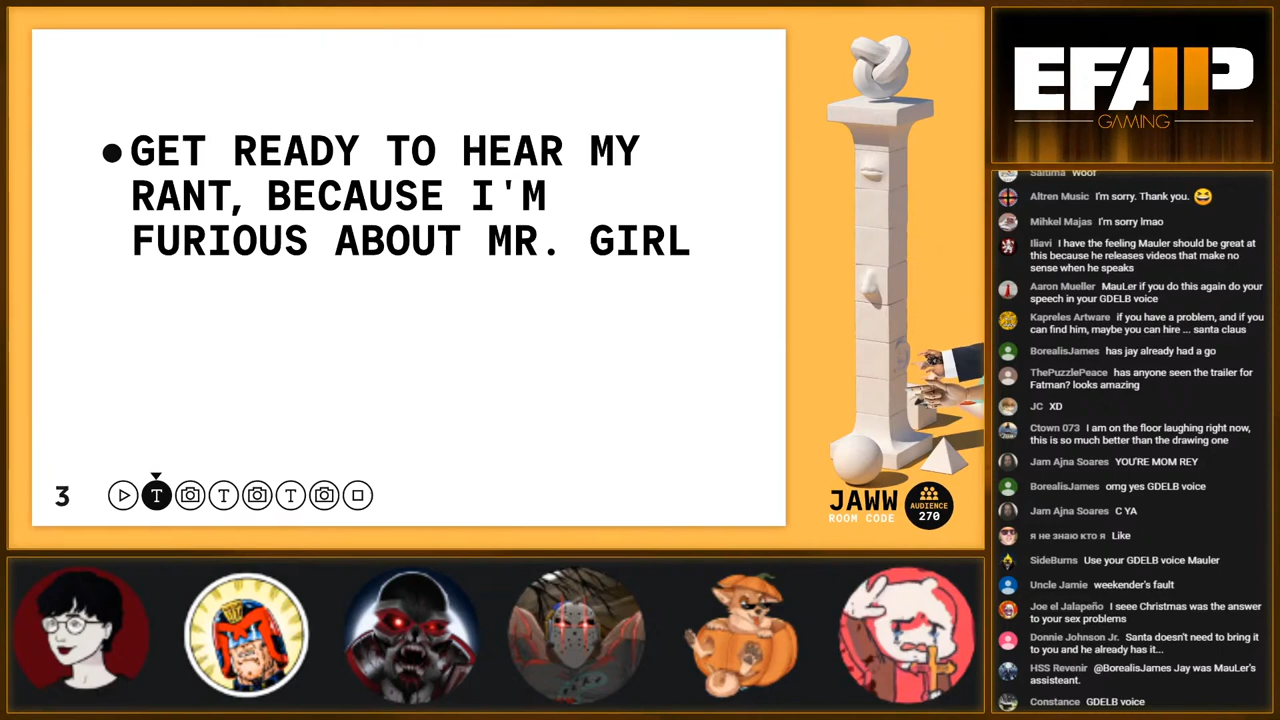 ●GET READY TO HEAR MY
RANT, BECAUSE I'M
FURIOUS ABOUT MR. GIRL
3
T
T
T
JAWW
ROOM CODE
AUDIENCE
270
EFAP
GAMING
Saitima Woof
Altren Music I'm sorry. Thank you. 😆
Mihkel Majas I'm sorry lmao
Iliavi I have the feeling Mauler should be great at
this because he releases videos that make no
sense when he speaks
Aaron Mueller MauLer if you do this again do your
speech in your GDELB voice
Kapreles Artware if you have a problem, and if you
can find him, maybe you can hire ... santa claus
BorealisJames has jay already had a go
ThePuzzlePeace has anyone seen the trailer for
Fatman? looks amazing
JC XD
Ctown 073 I am on the floor laughing right now,
this is so much better than the drawing one
Jam Ajna Soares YOU'RE MOM REY
BorealisJames omg yes GDELB voice
Jam Ajna Soares C YA
я не знаю кто я Like
SideBurns Use your GDELB voice Mauler
Uncle Jamie weekender's fault
Joe el Jalapeño I seee Christmas was the answer
to your sex problems
Donnie Johnson Jr. Santa doesn't need to bring it
to you and he already has it...
HSS Revenir @BorealisJames Jay was MauLer's
assisteant.
Constance GDELB voice